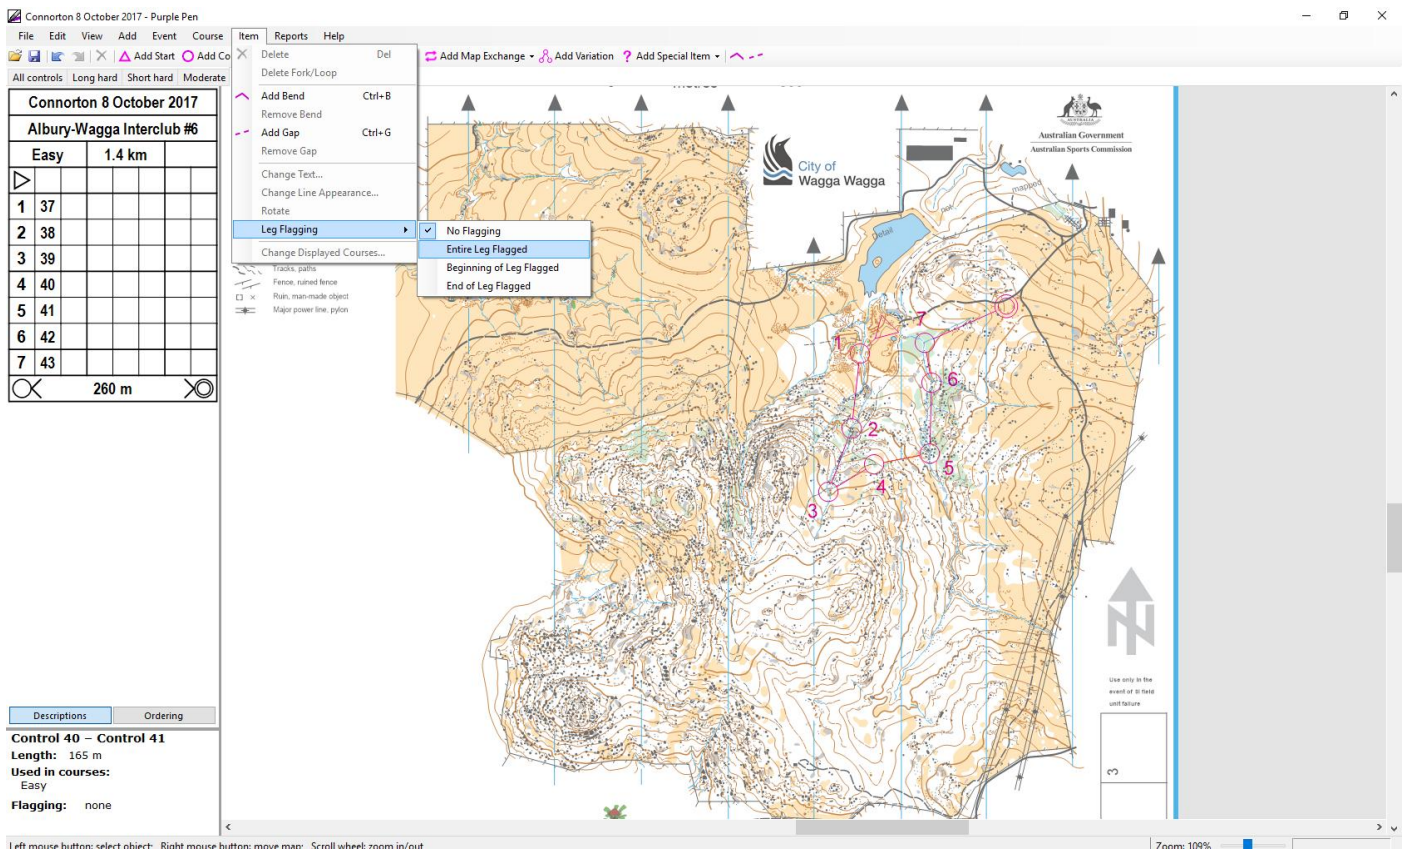 Connorton 8 October 2017 - Purple Pen
File Edit View Add Event Course Item Reports Help
Add Start Add Co Add Map Exchange Add Variation ? Add Special Item
All controls Long hard Short hard Moderate
Delete Del
Delete Fork/Loop
Add Bend Ctrl+B
Remove Bend
Add Gap Ctrl+G
Remove Gap
Change Text...
Change Line Appearance...
Rotate
Leg Flagging
Change Displayed Courses...
No Flagging
Entire Leg Flagged
Beginning of Leg Flagged
End of Leg Flagged
Connorton 8 October 2017
Albury-Wagga Interclub #6
Easy 1.4 km
1 37
2 38
3 39
4 40
5 41
6 42
7 43
260 m
Tracks, paths
Fence, ruined fence
Ruin, man-made object
Major power line, pylon
City of
Wagga Wagga
AUSTRALIA
Australian Government
Australian Sports Commission
Detail
not
mapped
1
7
6
2
5
4
3
N
Use only in the
event of SI field
unit failure
3
Descriptions Ordering
Control 40 – Control 41
Length: 165 m
Used in courses:
Easy
Flagging: none
Left mouse button: select object; Right mouse button: move map; Scroll wheel: zoom in/out
Zoom: 109%